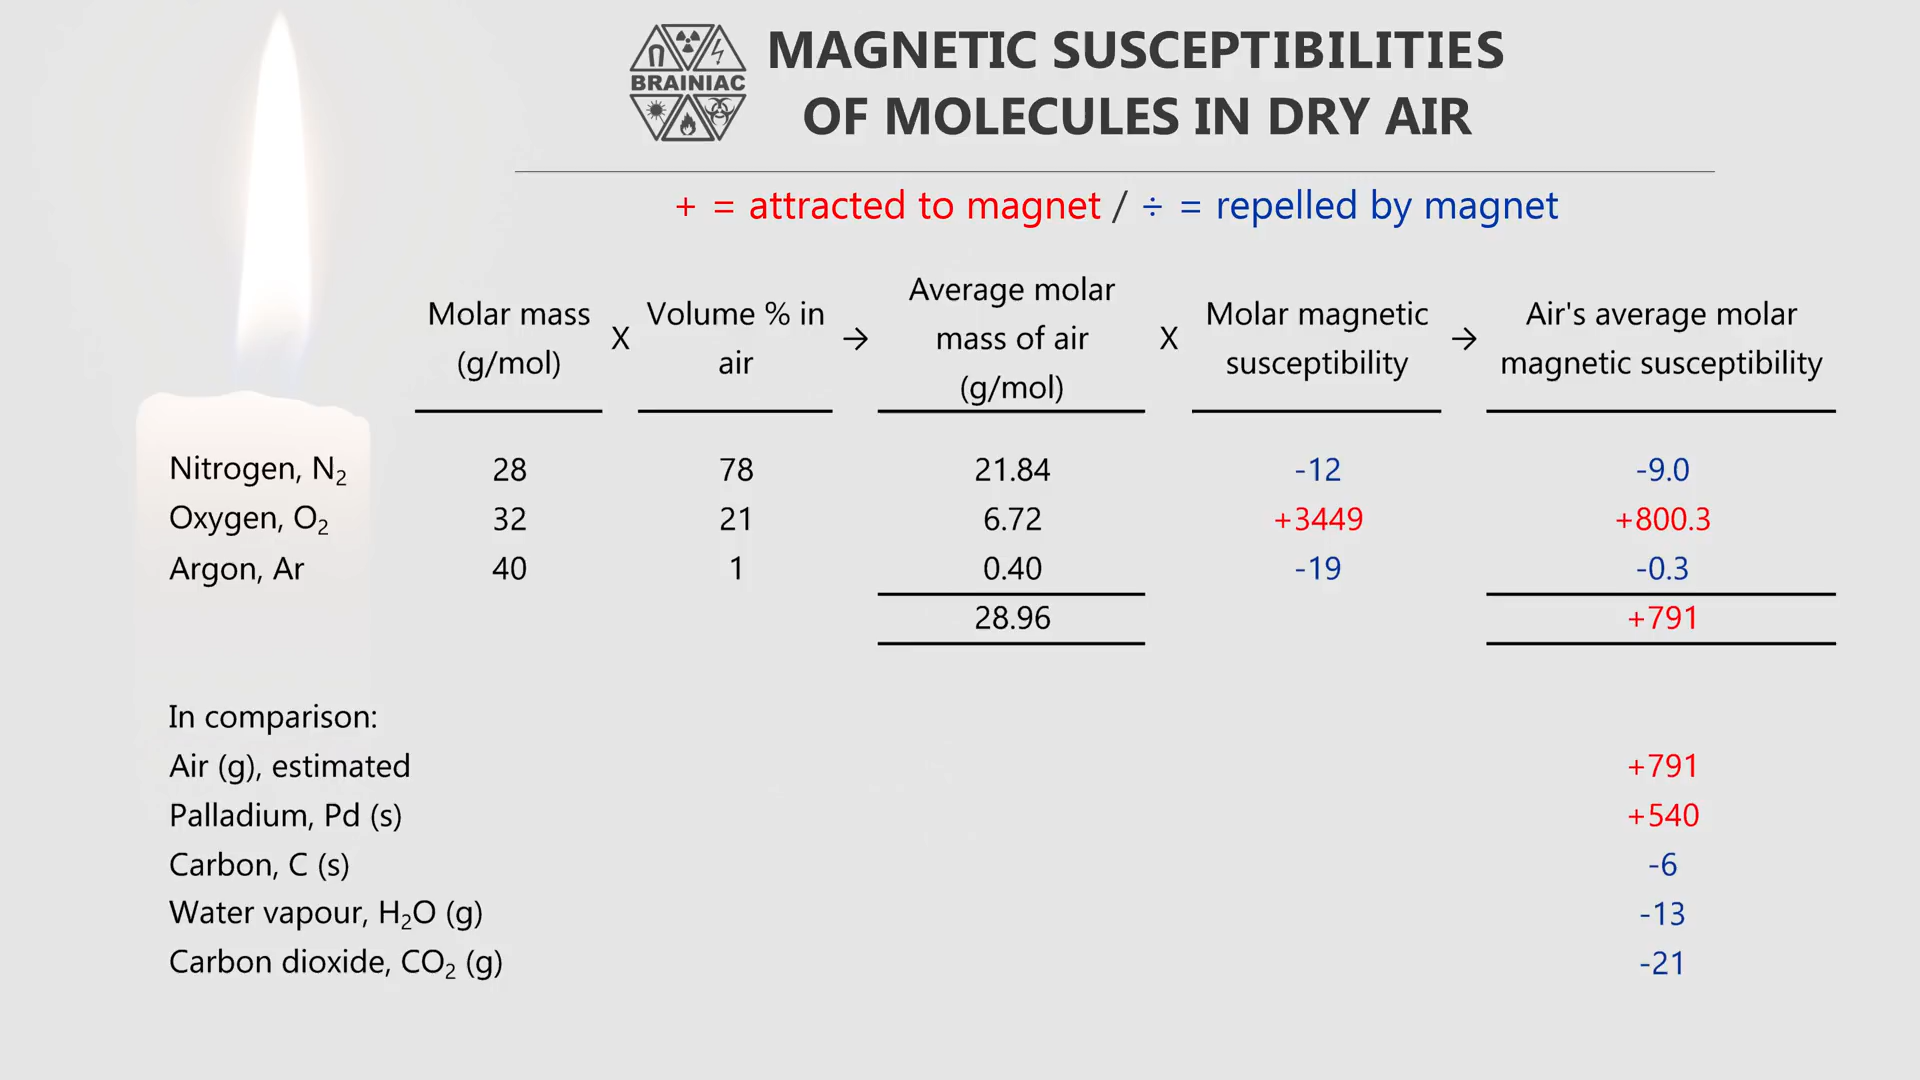 BRAINIAC
MAGNETIC SUSCEPTIBILITIES
OF MOLECULES IN DRY AIR
+ = attracted to magnet / ÷ = repelled by magnet
Molar mass (g/mol) X Volume % in air → Average molar mass of air (g/mol) X Molar magnetic susceptibility → Air's average molar magnetic susceptibility
Nitrogen, N₂ 28 78 21.84 -12 -9.0
Oxygen, O₂ 32 21 6.72 +3449 +800.3
Argon, Ar 40 1 0.40 -19 -0.3
28.96 +791
In comparison:
Air (g), estimated +791
Palladium, Pd (s) +540
Carbon, C (s) -6
Water vapour, H₂O (g) -13
Carbon dioxide, CO₂ (g) -21